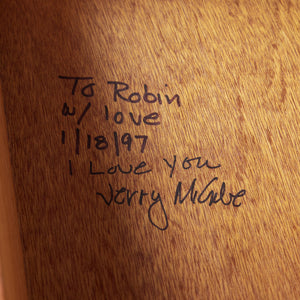 To Robin
w/ love
1/18/97
I Love you
Jerry McCabe